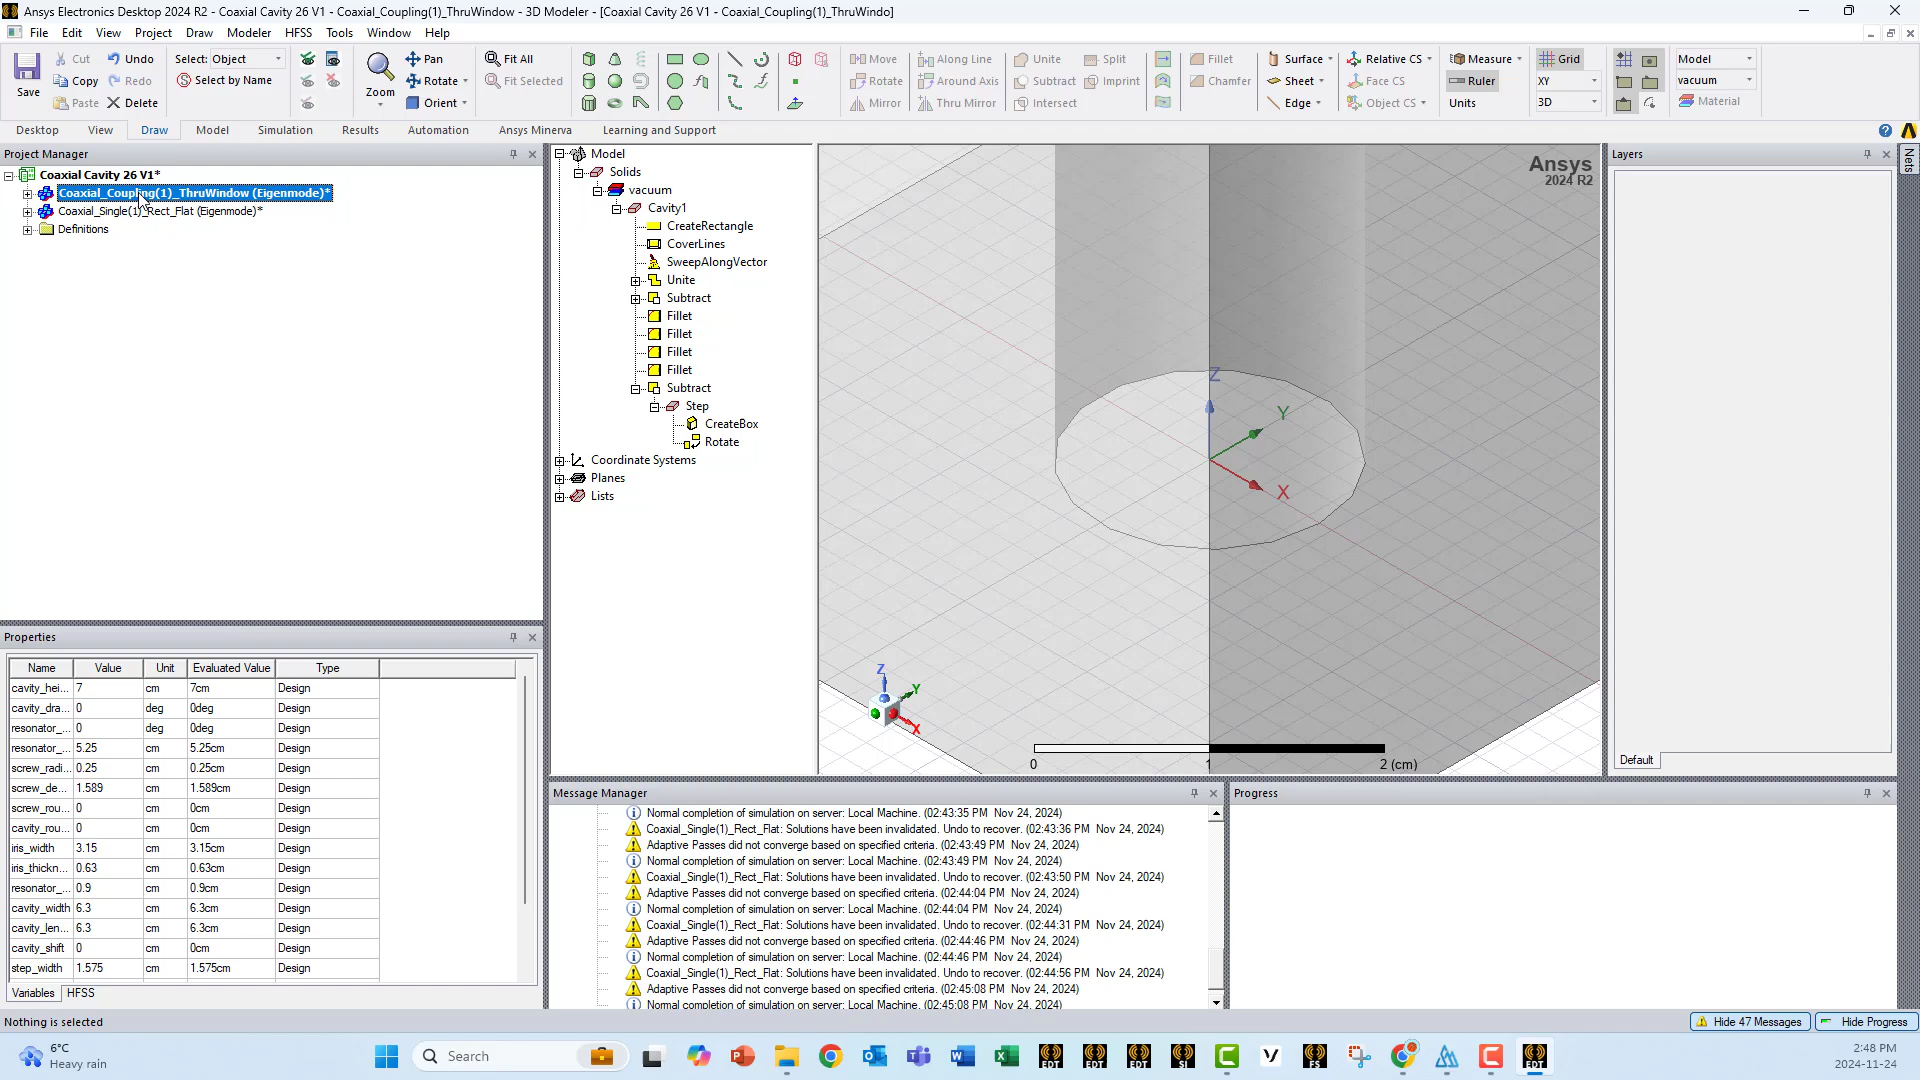 Ansys Electronics Desktop 2024 R2 - Coaxial Cavity 26 V1 - Coaxial_Coupling(1)_ThruWindow - 3D Modeler - [Coaxial Cavity 26 V1 - Coaxial_Coupling(1)_ThruWindo]
File Edit View Project Draw Modeler HFSS Tools Window Help
Cut Undo Select: Object Pan Fit All Move Along Line Unite Split Fillet Surface Relative CS Measure Grid Model
Save Copy Redo Select by Name Zoom Rotate Fit Selected Rotate Around Axis Subtract Imprint Chamfer Sheet Face CS Ruler XY vacuum
Paste Delete Orient Mirror Thru Mirror Intersect Edge Object CS Units 3D Material
Desktop View Draw Model Simulation Results Automation Ansys Minerva Learning and Support
Project Manager
Coaxial Cavity 26 V1*
Coaxial_Coupling(1)_ThruWindow (Eigenmode)*
Coaxial_Single(1)_Rect_Flat (Eigenmode)*
Definitions
Model
Solids
vacuum
Cavity1
CreateRectangle
CoverLines
SweepAlongVector
Unite
Subtract
Fillet
Fillet
Fillet
Fillet
Subtract
Step
CreateBox
Rotate
Coordinate Systems
Planes
Lists
Ansys
2024 R2
Z
Y
X
Z
Y
X
0 1 2 (cm)
Layers
Default
Nets
Properties
Name Value Unit Evaluated Value Type
cavity_hei... 7 cm 7cm Design
cavity_dra... 0 deg 0deg Design
resonator_... 0 deg 0deg Design
resonator_... 5.25 cm 5.25cm Design
screw_radi... 0.25 cm 0.25cm Design
screw_de... 1.589 cm 1.589cm Design
screw_rou... 0 cm 0cm Design
cavity_rou... 0 cm 0cm Design
iris_width 3.15 cm 3.15cm Design
iris_thickn... 0.63 cm 0.63cm Design
resonator_... 0.9 cm 0.9cm Design
cavity_width 6.3 cm 6.3cm Design
cavity_len... 6.3 cm 6.3cm Design
cavity_shift 0 cm 0cm Design
step_width 1.575 cm 1.575cm Design
Variables HFSS
Message Manager
Normal completion of simulation on server: Local Machine. (02:43:35 PM Nov 24, 2024)
Coaxial_Single(1)_Rect_Flat: Solutions have been invalidated. Undo to recover. (02:43:36 PM Nov 24, 2024)
Adaptive Passes did not converge based on specified criteria. (02:43:49 PM Nov 24, 2024)
Normal completion of simulation on server: Local Machine. (02:43:49 PM Nov 24, 2024)
Coaxial_Single(1)_Rect_Flat: Solutions have been invalidated. Undo to recover. (02:43:50 PM Nov 24, 2024)
Adaptive Passes did not converge based on specified criteria. (02:44:04 PM Nov 24, 2024)
Normal completion of simulation on server: Local Machine. (02:44:04 PM Nov 24, 2024)
Coaxial_Single(1)_Rect_Flat: Solutions have been invalidated. Undo to recover. (02:44:31 PM Nov 24, 2024)
Adaptive Passes did not converge based on specified criteria. (02:44:46 PM Nov 24, 2024)
Normal completion of simulation on server: Local Machine. (02:44:46 PM Nov 24, 2024)
Coaxial_Single(1)_Rect_Flat: Solutions have been invalidated. Undo to recover. (02:44:56 PM Nov 24, 2024)
Adaptive Passes did not converge based on specified criteria. (02:45:08 PM Nov 24, 2024)
Normal completion of simulation on server: Local Machine. (02:45:08 PM Nov 24, 2024)
Progress
Nothing is selected
Hide 47 Messages Hide Progress
6°C
Heavy rain
Search
EDT EDT EDT SI FS EDT EDT
2:48 PM
2024-11-24